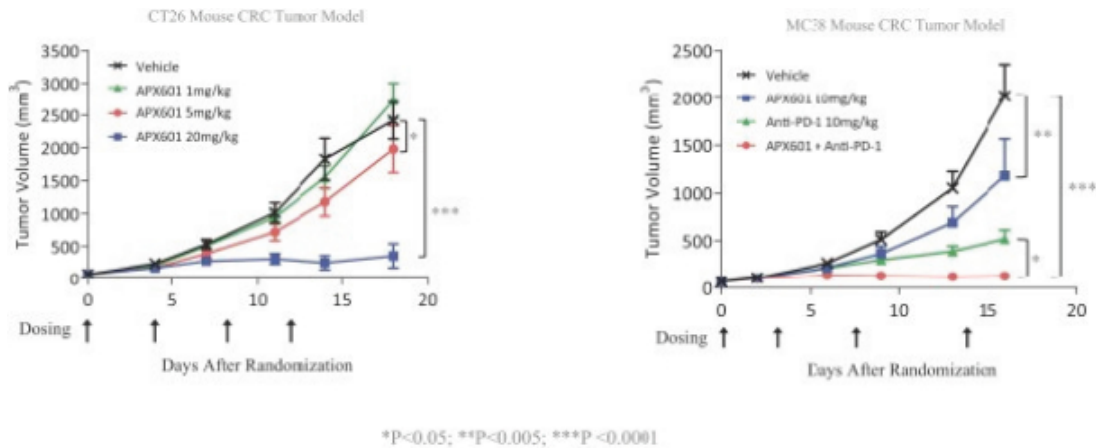 CT26 Mouse CRC Tumor Model
3500
3000
2500
2000
1500
1000
500
0
Tumor Volume (mm³)
Vehicle
APX601 1mg/kg
APX601 5mg/kg
APX601 20mg/kg
*
***
0 5 10 15 20
Dosing
Days After Randomization
MC38 Mouse CRC Tumor Model
2500
2000
1500
1000
500
0
Tumor Volume (mm³)
Vehicle
APX601 10mg/kg
Anti-PD-1 10mg/kg
APX601 + Anti-PD-1
**
***
*
0 5 10 15 20
Dosing
Days After Randomization
*P<0.05; **P<0.005; ***P <0.0001